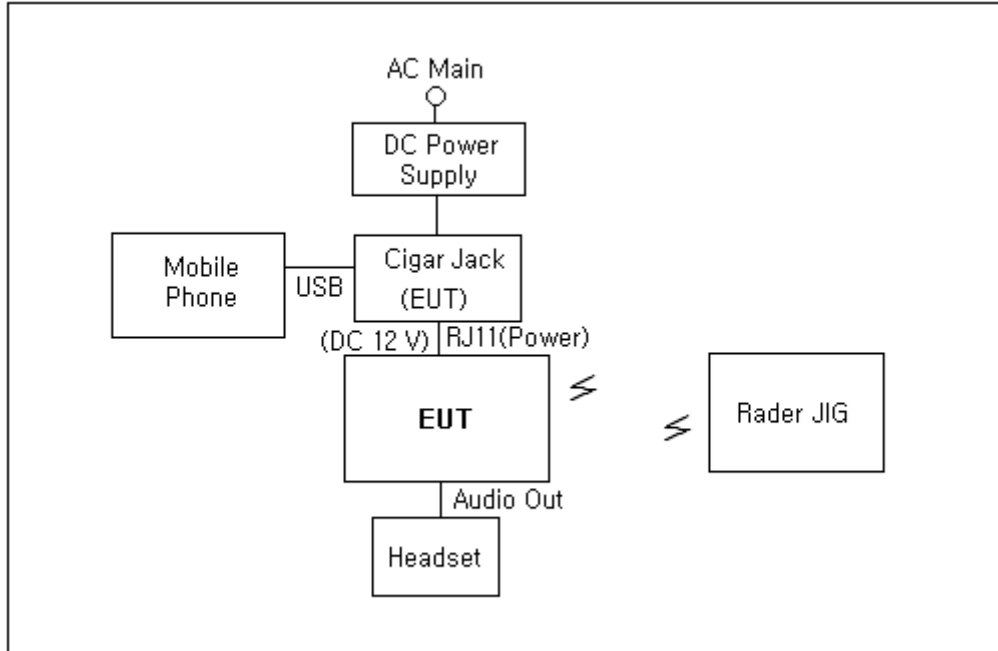 AC Main
DC Power
Supply
Cigar Jack
(EUT)
Mobile
Phone
USB
(DC 12 V)
RJ11(Power)
EUT
Rader JIG
Audio Out
Headset